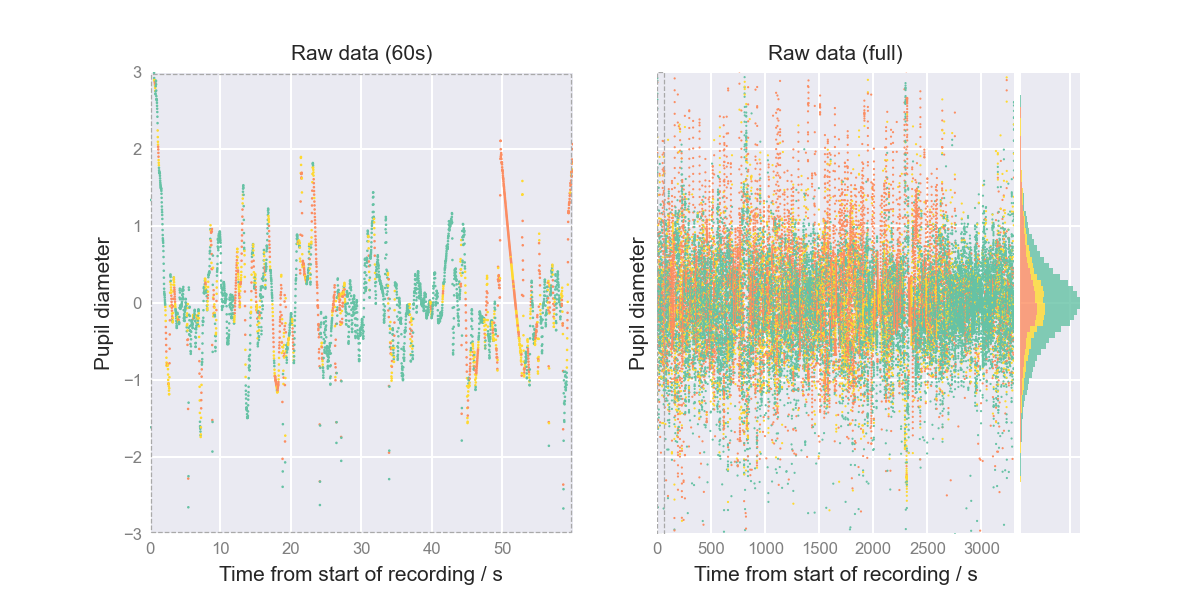 Raw data (60s)
Pupil diameter
3
2
1
0
−1
−2
−3
0 10 20 30 40 50
Time from start of recording / s
Raw data (full)
Pupil diameter
0 500 1000 1500 2000 2500 3000
Time from start of recording / s